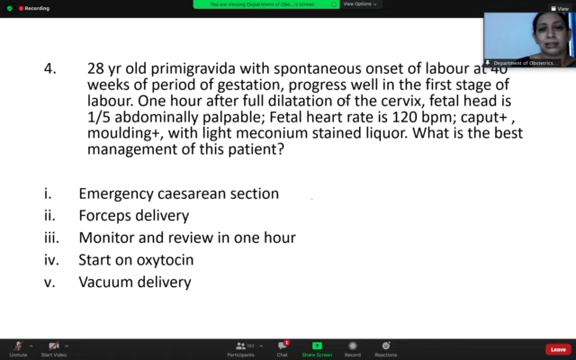 Recording
You are viewing Department of Obs...'s screen
View Options
View
Department of Obstetrics...
4. 28 yr old primigravida with spontaneous onset of labour at 40
weeks of period of gestation, progress well in the first stage of
labour. One hour after full dilatation of the cervix, fetal head is
1/5 abdominally palpable; Fetal heart rate is 120 bpm; caput+ ,
moulding+, with light meconium stained liquor. What is the best
management of this patient?
i. Emergency caesarean section
ii. Forceps delivery
iii. Monitor and review in one hour
iv. Start on oxytocin
v. Vacuum delivery
Unmute
Start Video
Participants
Chat
Share Screen
Record
Reactions
Leave